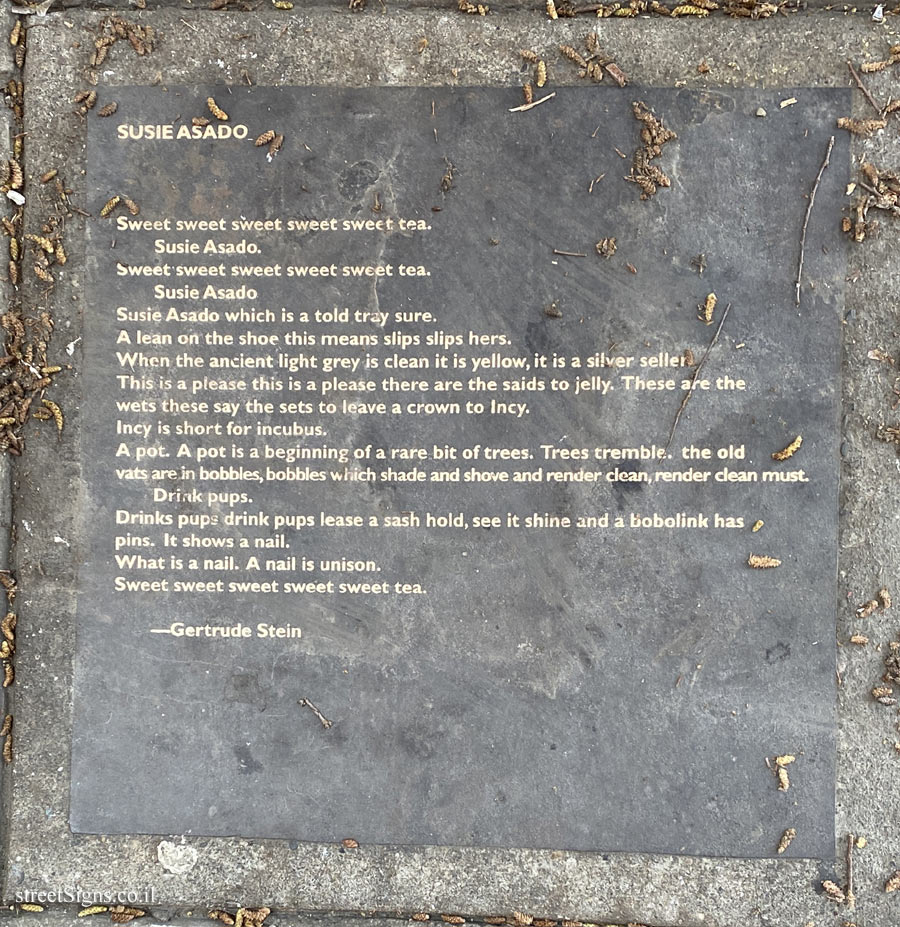 SUSIE ASADO
Sweet sweet sweet sweet sweet tea.
Susie Asado.
Sweet sweet sweet sweet sweet tea.
Susie Asado
Susie Asado which is a told tray sure.
A lean on the shoe this means slips slips hers.
When the ancient light grey is clean it is yellow, it is a silver seller.
This is a please this is a please there are the saids to jelly. These are the
wets these say the sets to leave a crown to Incy.
Incy is short for incubus.
A pot. A pot is a beginning of a rare bit of trees. Trees tremble. the old
vats are in bobbles, bobbles which shade and shove and render clean, render clean must.
Drink pups.
Drinks pups drink pups lease a sash hold, see it shine and a bobolink has
pins. It shows a nail.
What is a nail. A nail is unison.
Sweet sweet sweet sweet sweet tea.
—Gertrude Stein
streetSigns.co.il